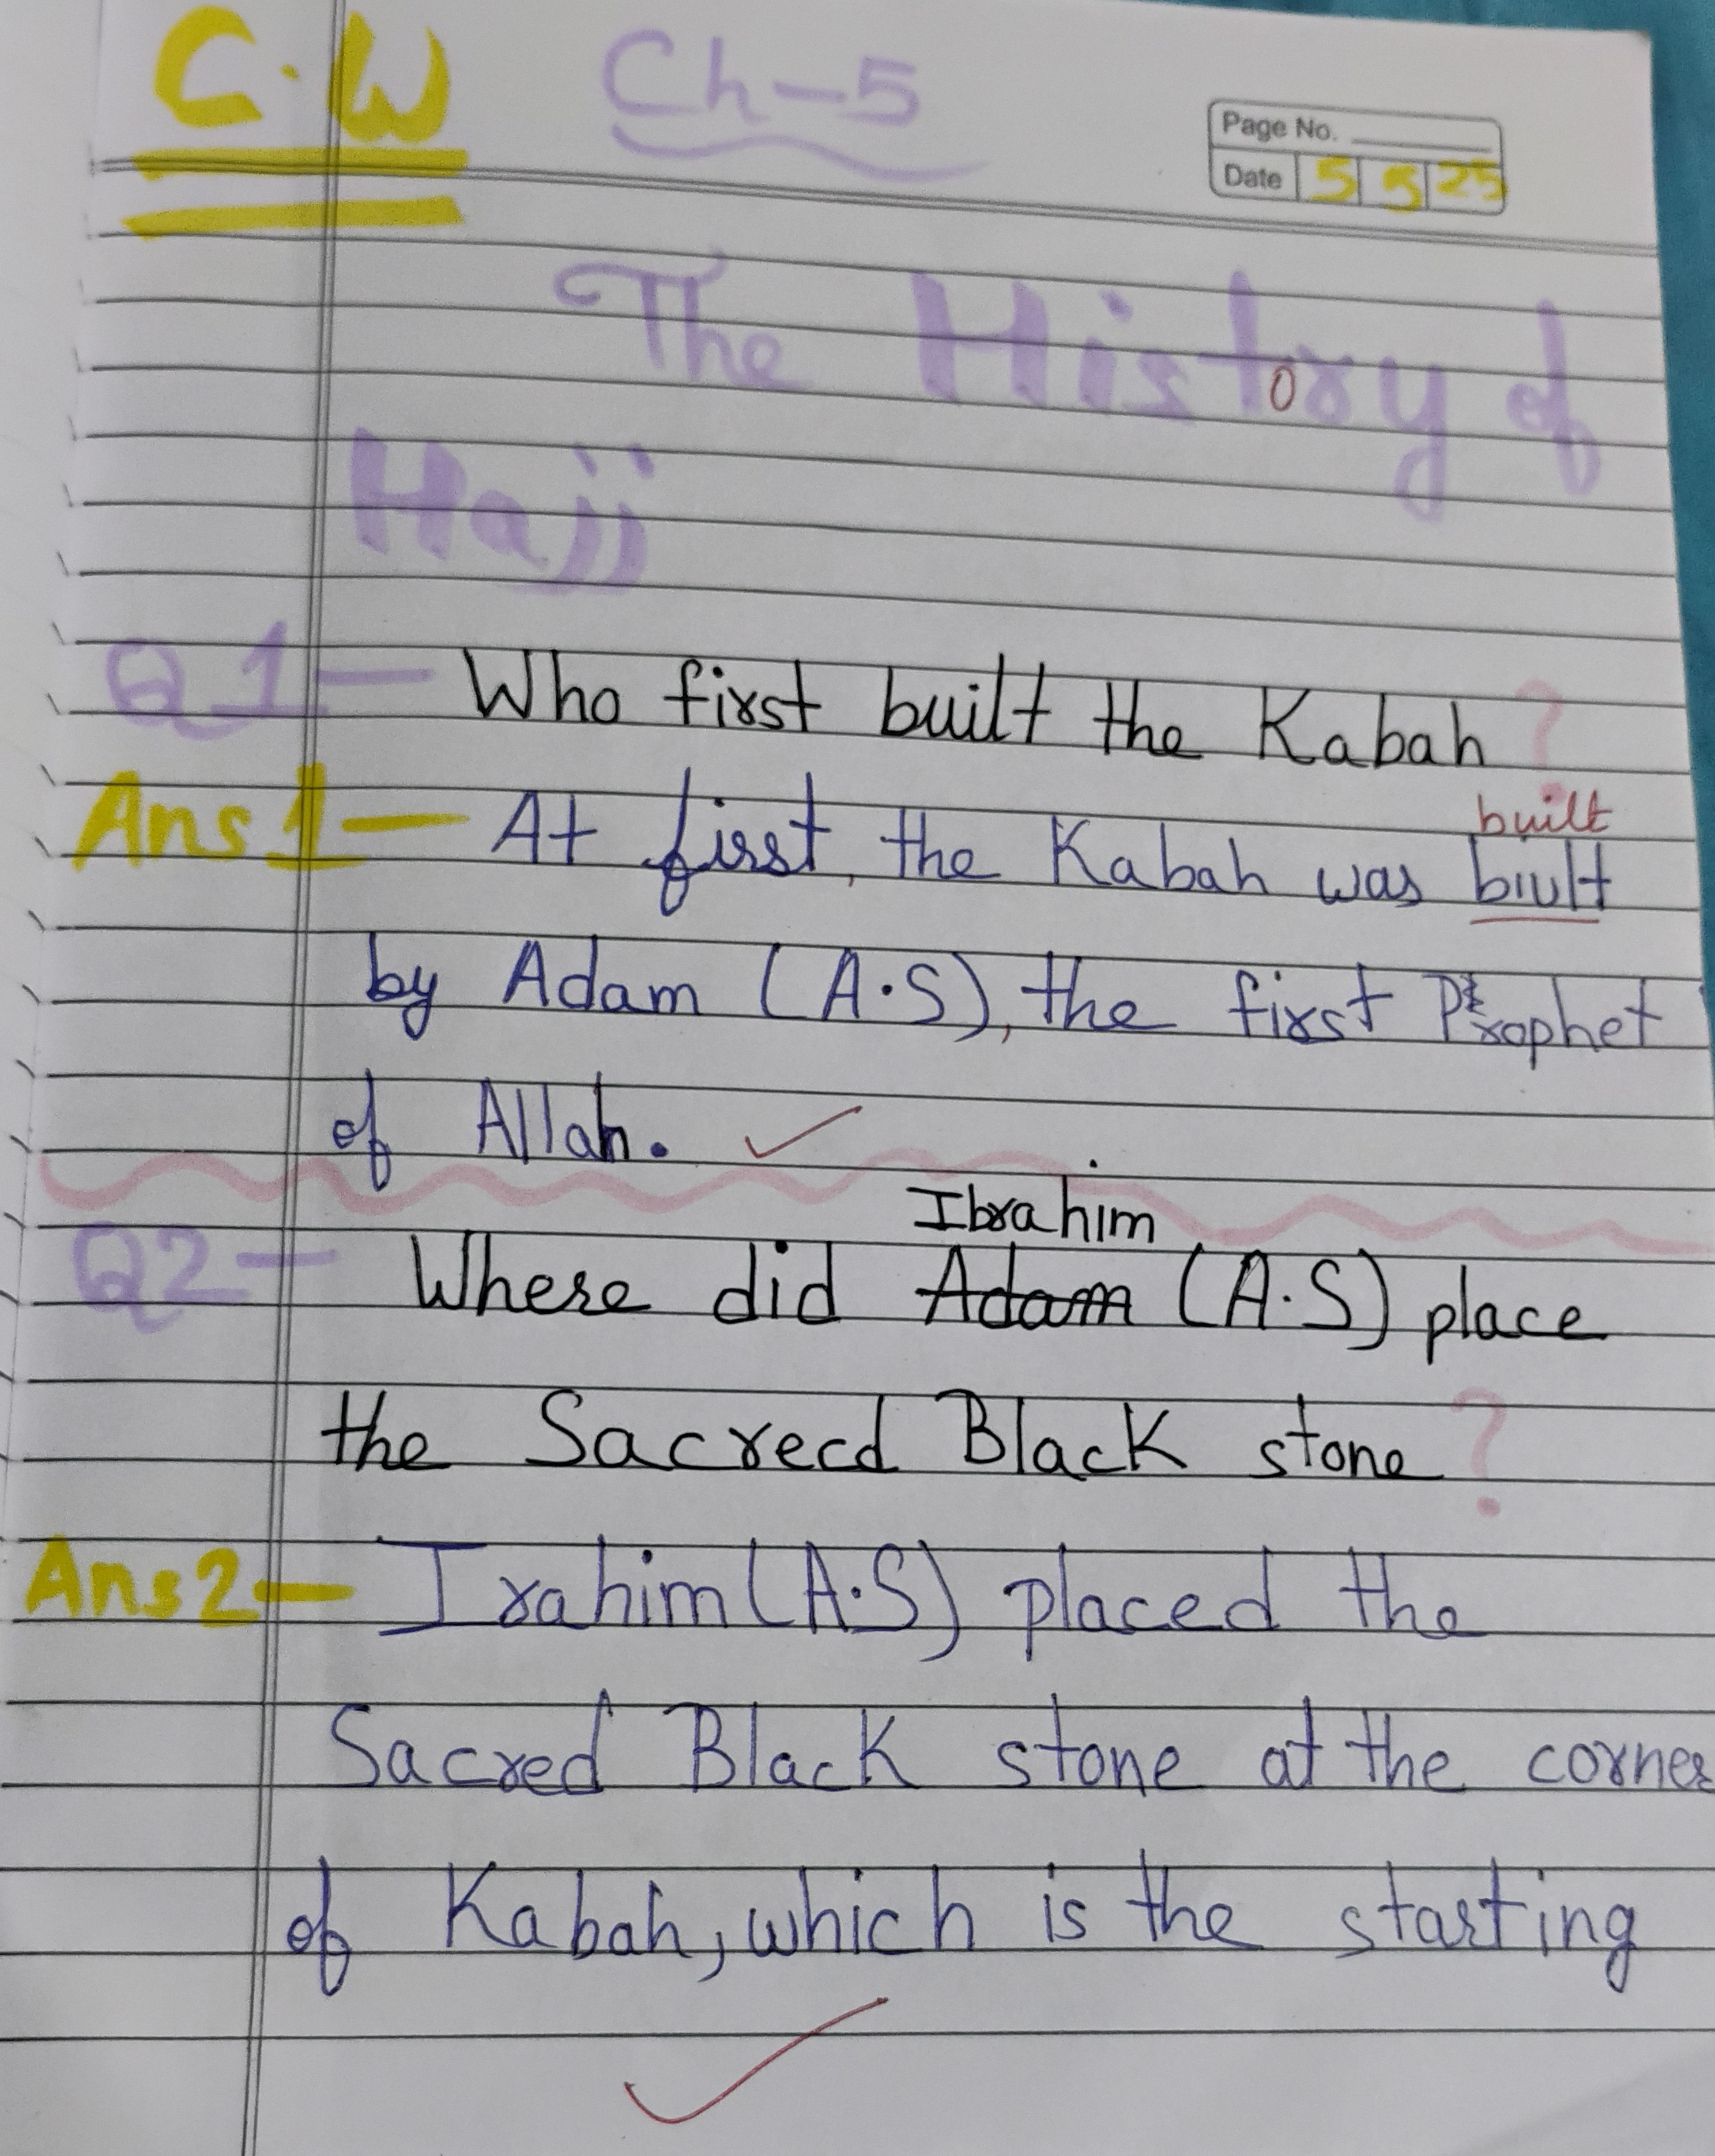 C.W Ch-5
Page No.
Date 5 5 25
The History of
Hajj
Q1- Who first built the Kabah?
built
Ans 1- At first, the Kabah was biult
by Adam (A.S), the first Prophet
of Allah.
Ibrahim
Q2- Where did Adam (A.S) place
the Sacrecd Black stone?
Ans2- Irahim (A.S) placed the
Sacred Black stone at the corner
of Kabah, which is the starting